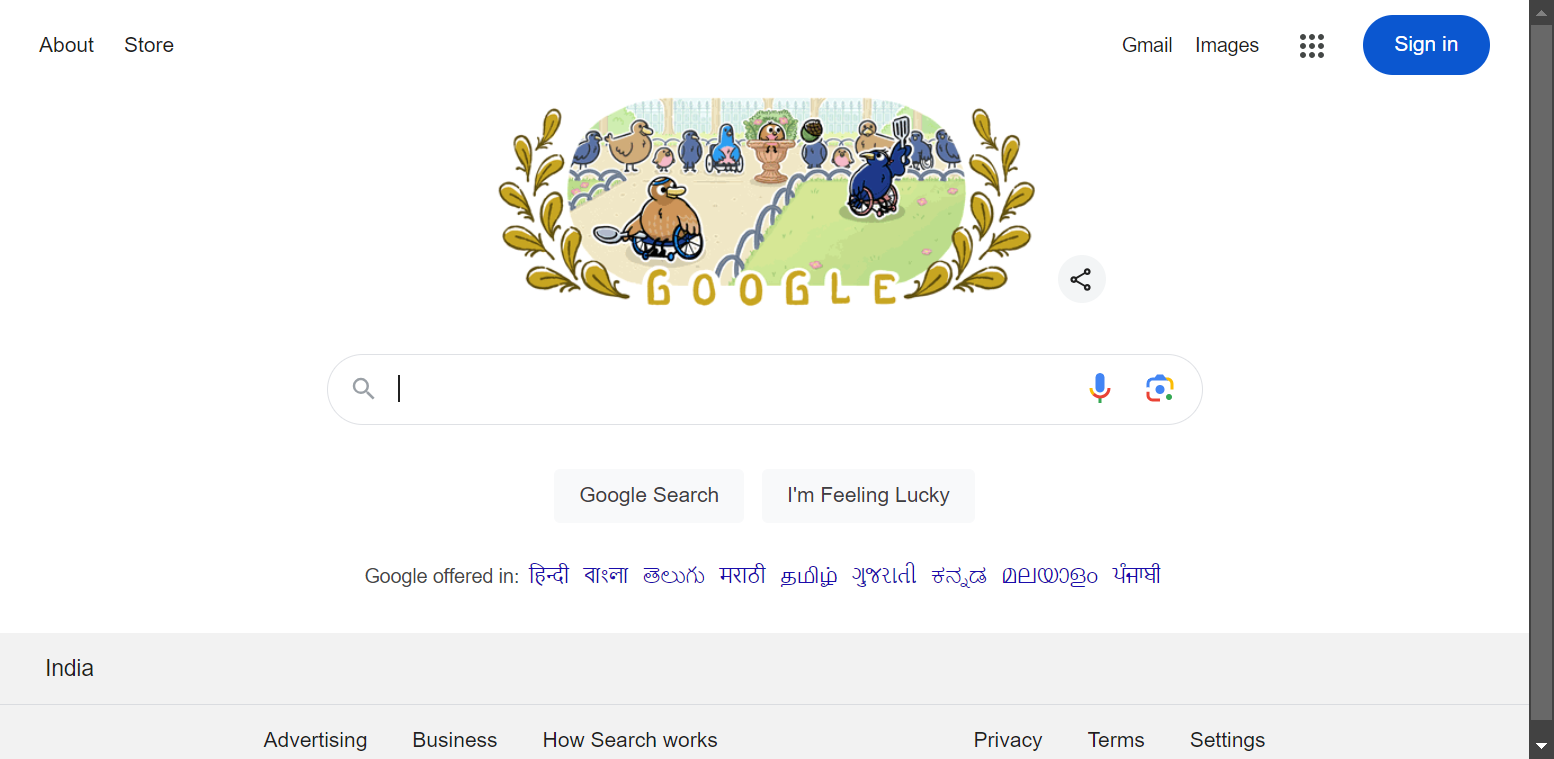 About Store Gmail Images Sign in
GOOGLE
Google Search I'm Feeling Lucky
Google offered in: हिन्दी বাংলা తెలుగు मराठी தமிழ் ગુજરાતી ಕನ್ನಡ മലയാളം ਪੰਜਾਬੀ
India
Advertising Business How Search works Privacy Terms Settings